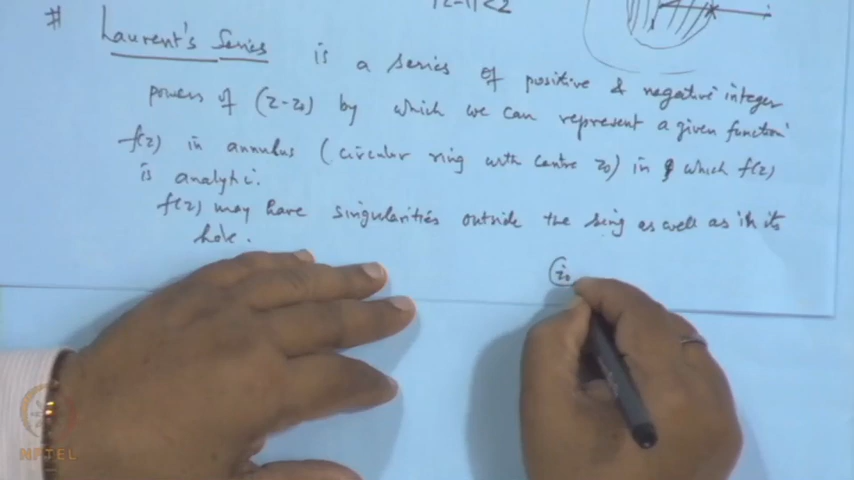 |z-1|<2
# Laurent's Series is a series of positive & negative integer
powers of (z-z0) by which we can represent a given function
f(z) in annulus (circular ring with centre z0) in which f(z)
is analytic.
f(z) may have singularities outside the ring as well as in its
hole.
NPTEL